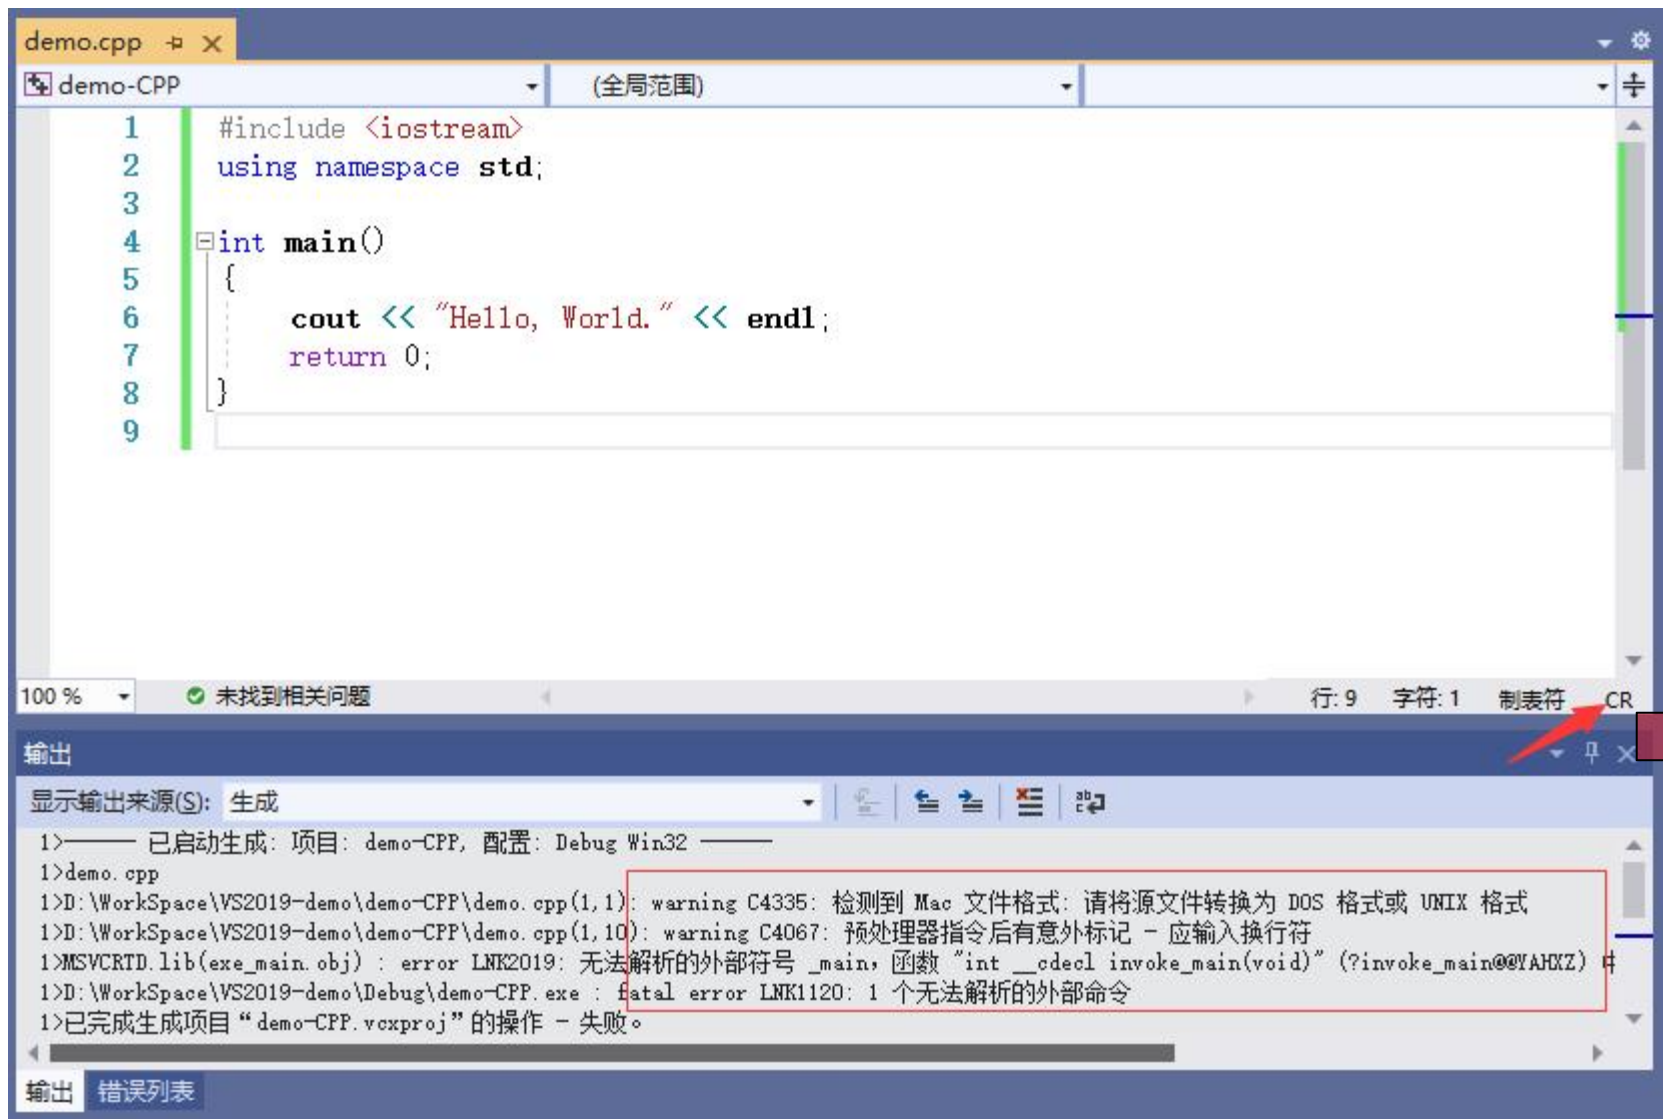 demo.cpp
demo-CPP (全局范围)
1 #include <iostream>
2 using namespace std;
3
4 int main()
5 {
6 cout << "Hello, World." << endl;
7 return 0;
8 }
9
100 % 未找到相关问题 行: 9 字符: 1 制表符 CR
输出
显示输出来源(S): 生成
1>—— 已启动生成: 项目: demo-CPP, 配置: Debug Win32 ——
1>demo.cpp
1>D:\WorkSpace\VS2019-demo\demo-CPP\demo.cpp(1,1): warning C4335: 检测到 Mac 文件格式: 请将源文件转换为 DOS 格式或 UNIX 格式
1>D:\WorkSpace\VS2019-demo\demo-CPP\demo.cpp(1,10): warning C4067: 预处理器指令后有意外标记 - 应输入换行符
1>MSVCRTD.lib(exe_main.obj) : error LNK2019: 无法解析的外部符号 _main，函数 "int __cdecl invoke_main(void)" (?invoke_main@@YAHXZ)
1>D:\WorkSpace\VS2019-demo\Debug\demo-CPP.exe : fatal error LNK1120: 1 个无法解析的外部命令
1>已完成生成项目“demo-CPP.vcxproj”的操作 - 失败。
输出 错误列表